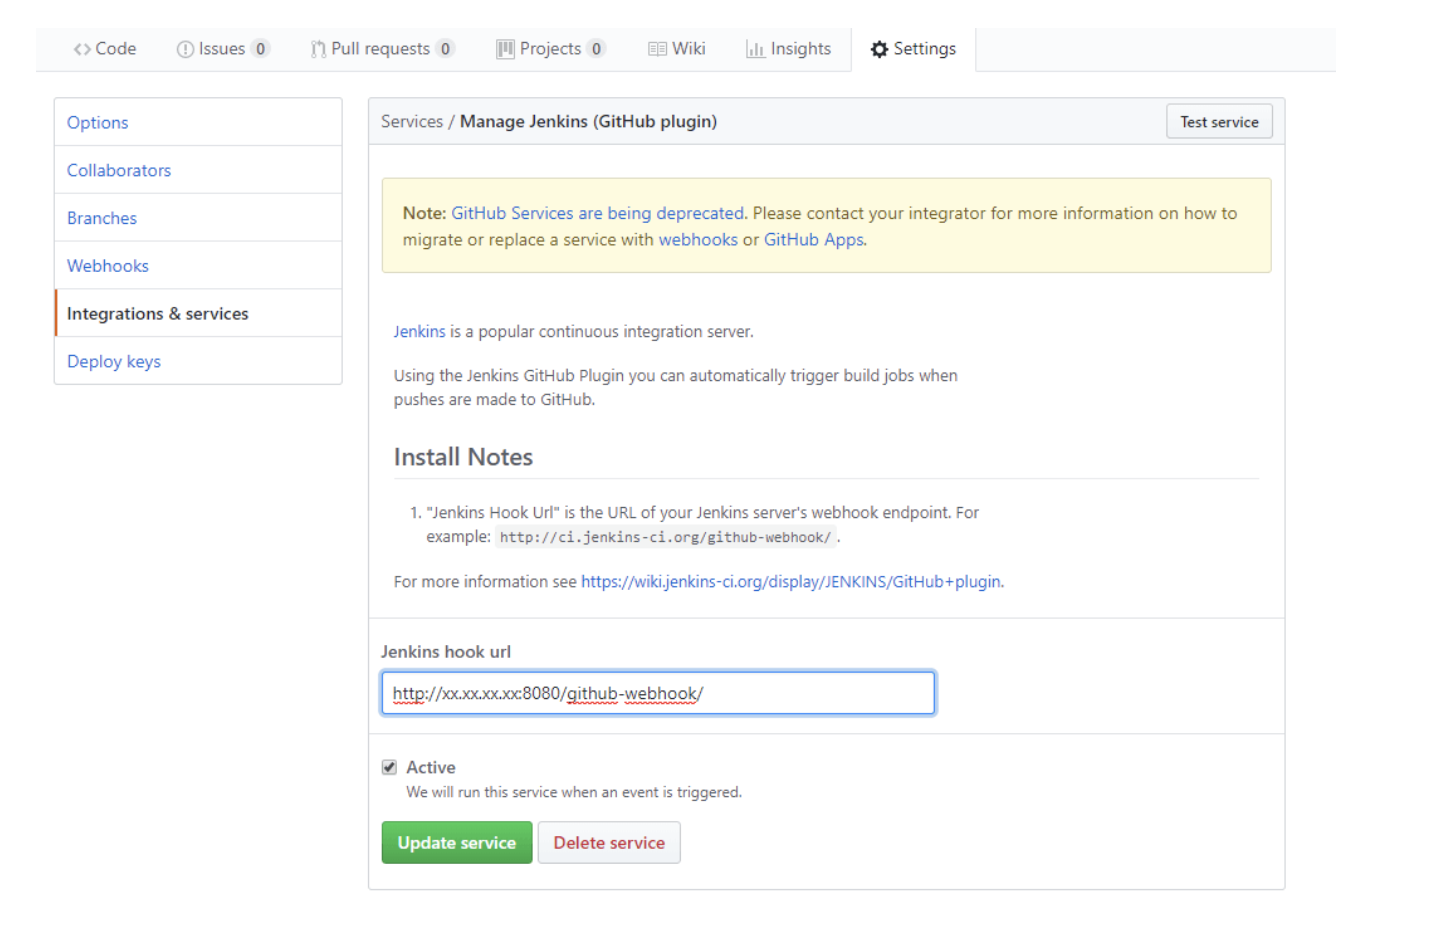 Code Issues 0 Pull requests 0 Projects 0 Wiki Insights Settings
Options
Collaborators
Branches
Webhooks
Integrations & services
Deploy keys
Services / Manage Jenkins (GitHub plugin)
Test service
Note: GitHub Services are being deprecated. Please contact your integrator for more information on how to
migrate or replace a service with webhooks or GitHub Apps.
Jenkins is a popular continuous integration server.
Using the Jenkins GitHub Plugin you can automatically trigger build jobs when
pushes are made to GitHub.
Install Notes
1. "Jenkins Hook Url" is the URL of your Jenkins server's webhook endpoint. For
example: http://ci.jenkins-ci.org/github-webhook/ .
For more information see https://wiki.jenkins-ci.org/display/JENKINS/GitHub+plugin.
Jenkins hook url
http://xx.xx.xx.xx:8080/github-webhook/
Active
We will run this service when an event is triggered.
Update service
Delete service